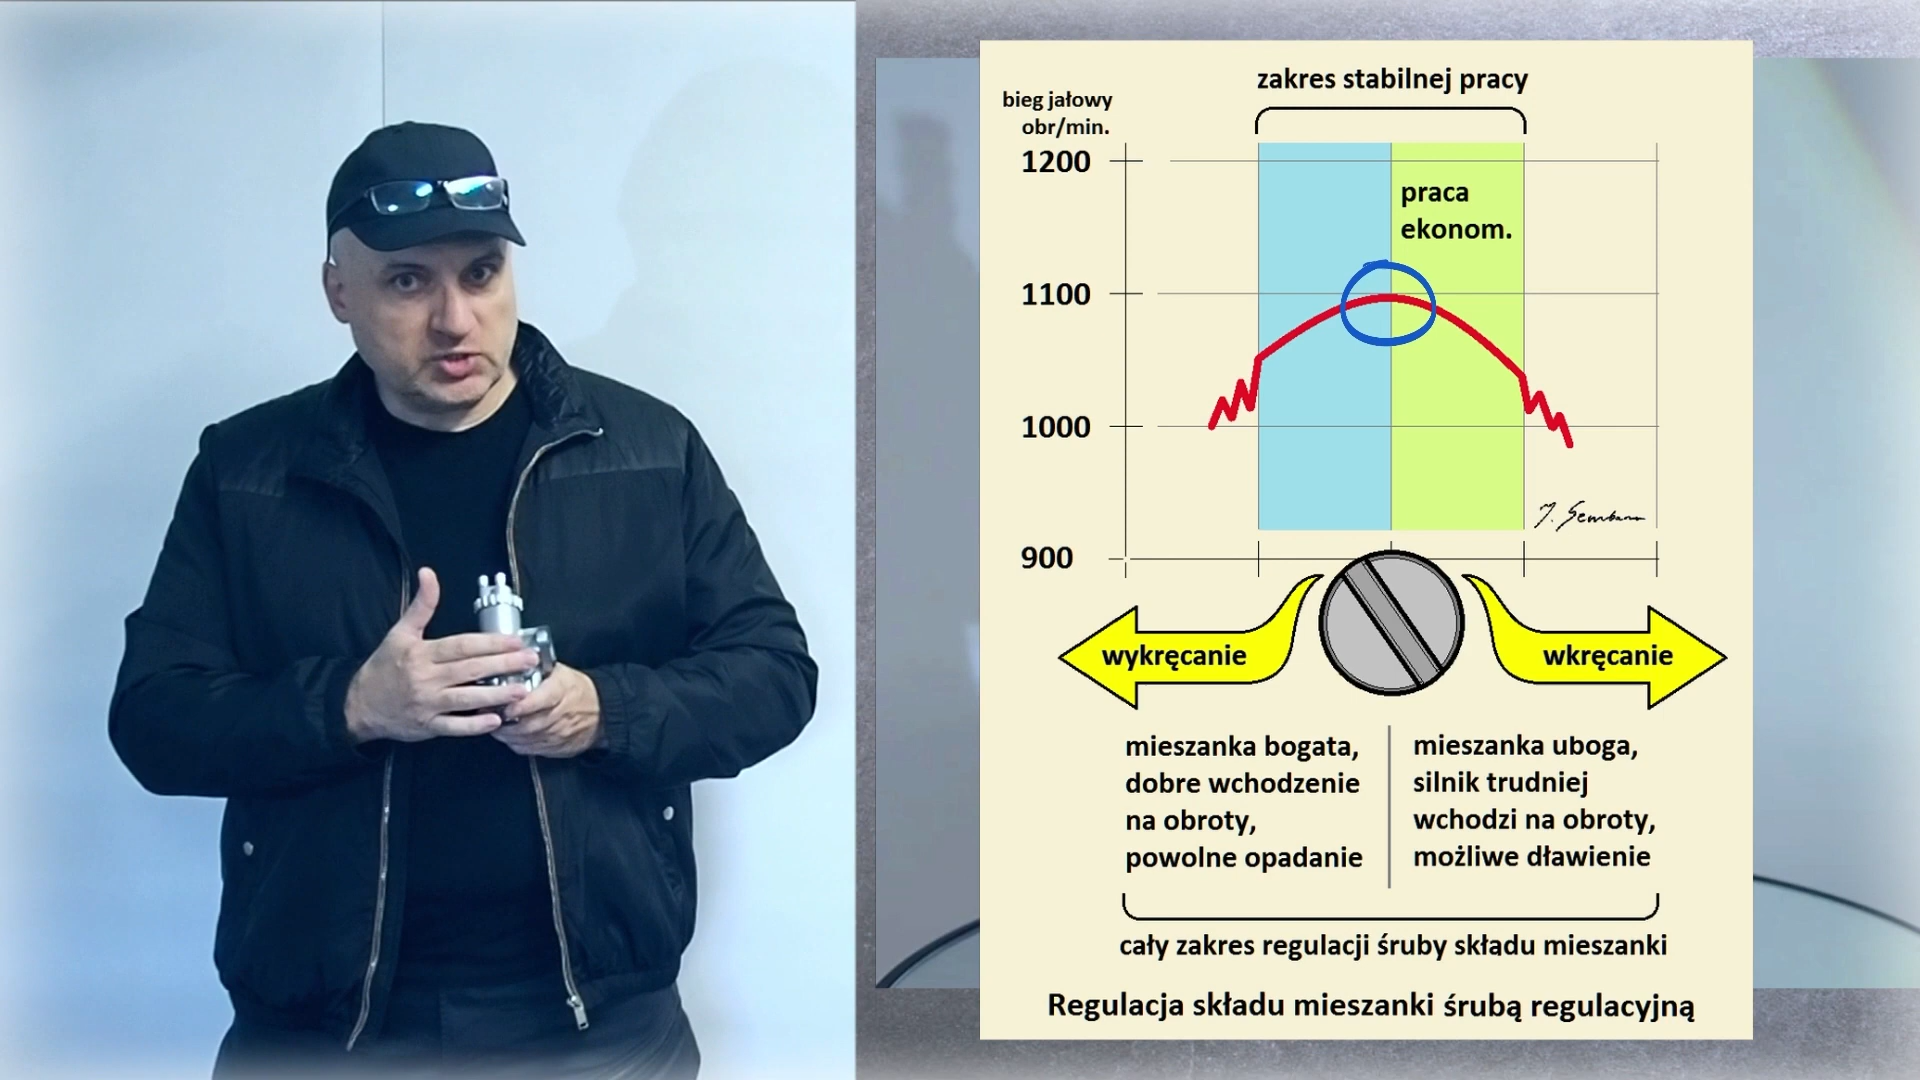 zakres stabilnej pracy
bieg jałowy
obr/min.
1200
praca
ekonom.
1100
1000
900
wykręcanie
wkręcanie
mieszanka bogata,
dobre wchodzenie
na obroty,
powolne opadanie
mieszanka uboga,
silnik trudniej
wchodzi na obroty,
możliwe dławienie
cały zakres regulacji śruby składu mieszanki
Regulacja składu mieszanki śrubą regulacyjną